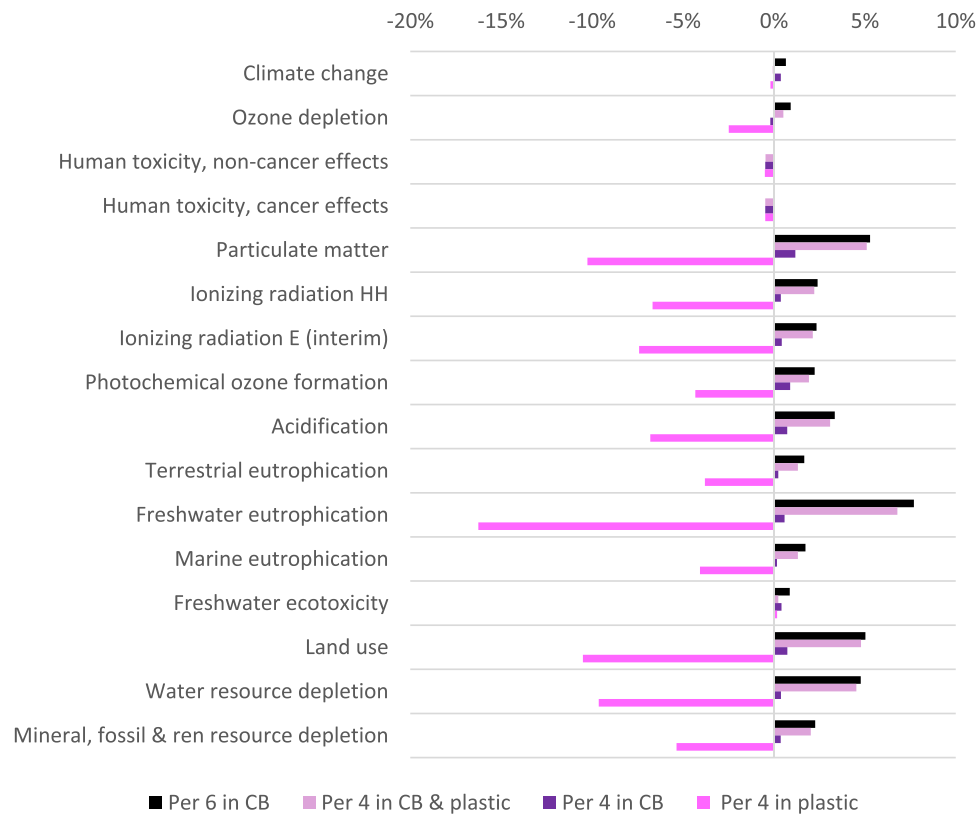 -20% -15% -10% -5% 0% 5% 10%
Climate change
Ozone depletion
Human toxicity, non-cancer effects
Human toxicity, cancer effects
Particulate matter
Ionizing radiation HH
Ionizing radiation E (interim)
Photochemical ozone formation
Acidification
Terrestrial eutrophication
Freshwater eutrophication
Marine eutrophication
Freshwater ecotoxicity
Land use
Water resource depletion
Mineral, fossil & ren resource depletion
Per 6 in CB Per 4 in CB & plastic Per 4 in CB Per 4 in plastic